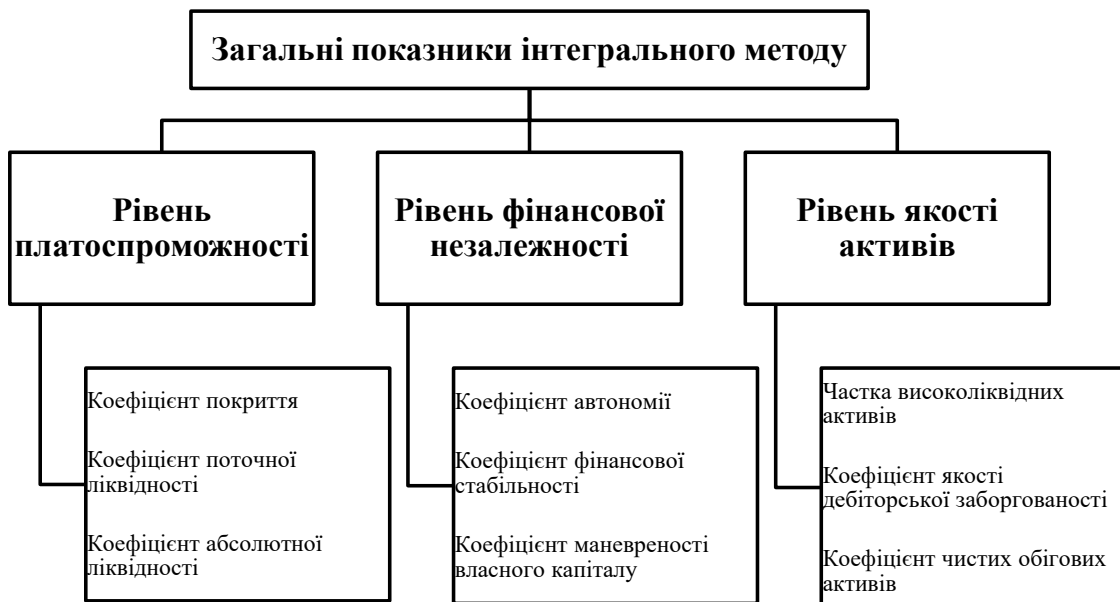 Загальні показники інтегрального методу
Рівень
платоспроможності
Рівень фінансової
незалежності
Рівень якості
активів
Коефіцієнт покриття
Коефіцієнт поточної
ліквідності
Коефіцієнт абсолютної
ліквідності
Коефіцієнт автономії
Коефіцієнт фінансової
стабільності
Коефіцієнт маневреності
власного капіталу
Частка високоліквідних
активів
Коефіцієнт якості
дебіторської заборгованості
Коефіцієнт чистих обігових
активів